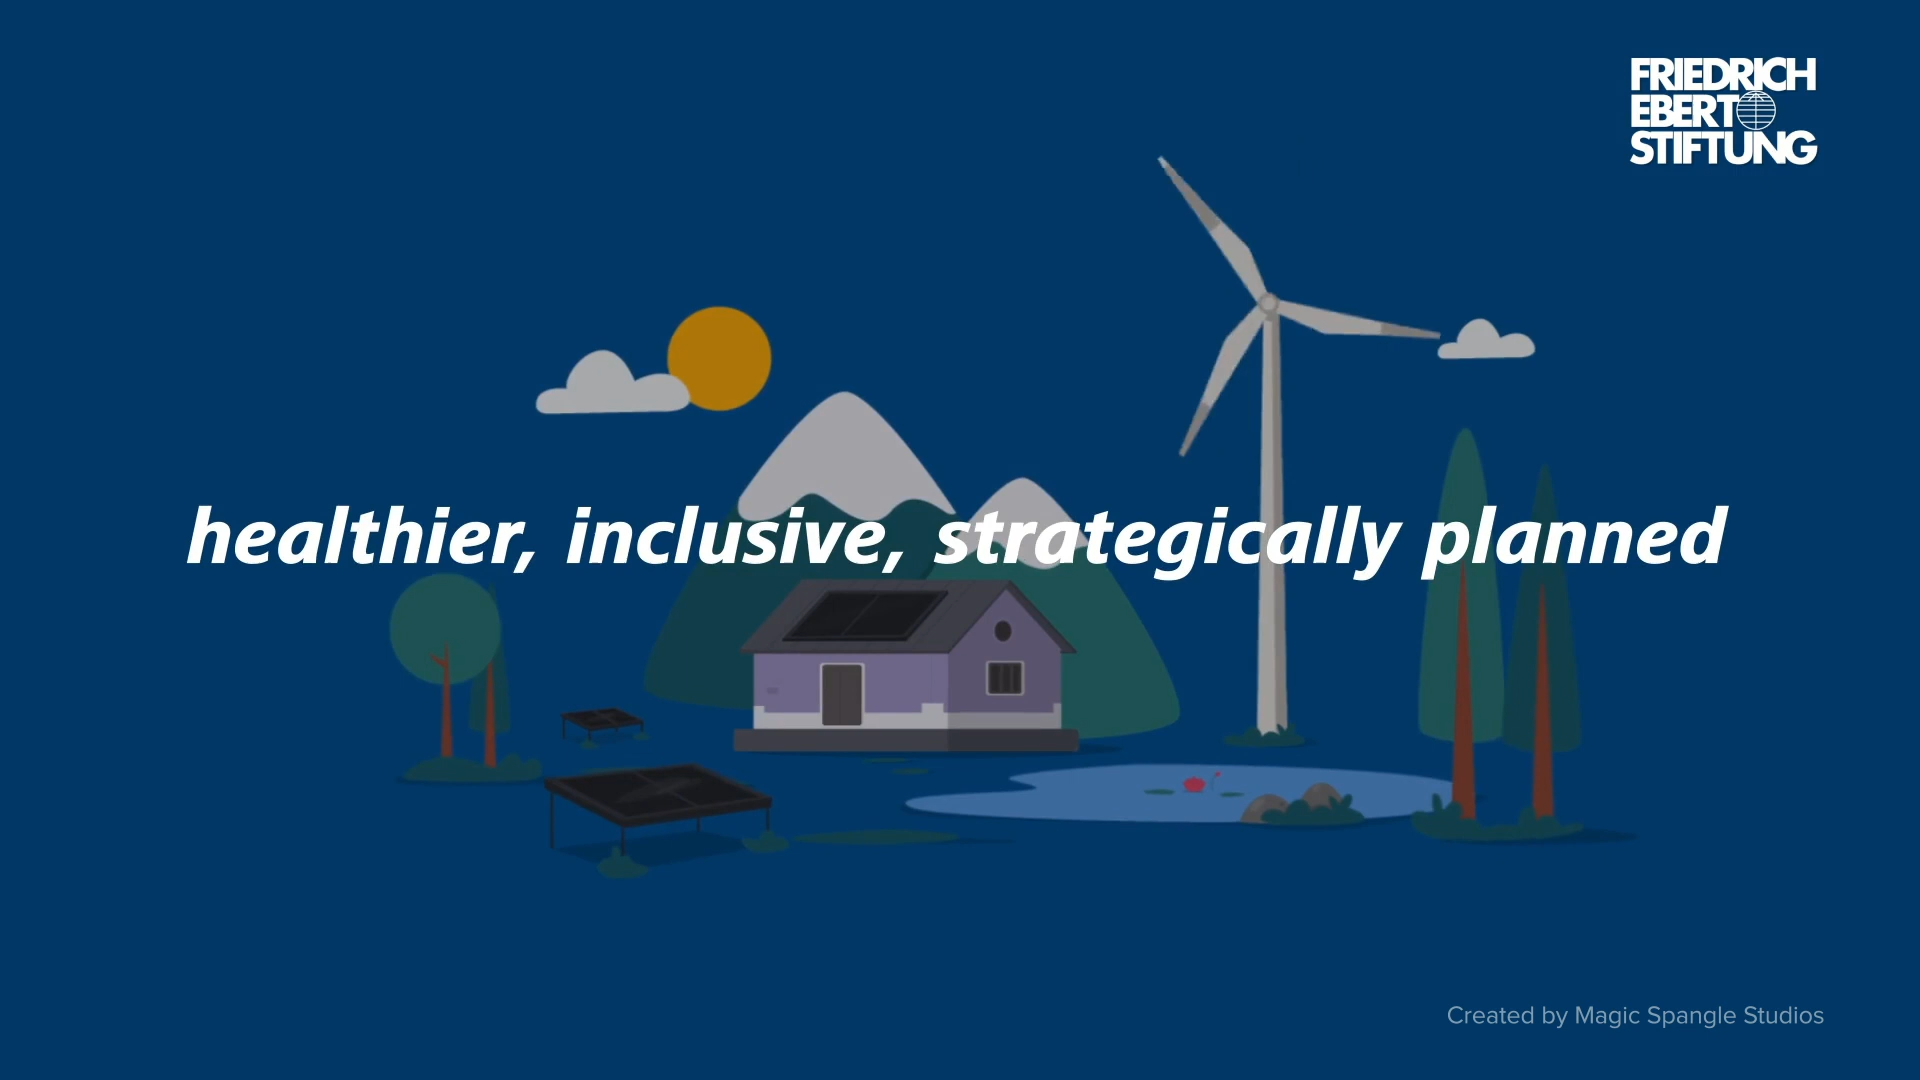 FRIEDRICH
EBERT
STIFTUNG
healthier, inclusive, strategically planned
Created by Magic Spangle Studios